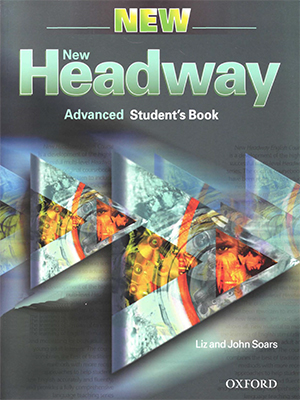 NEW
New
Headway
Advanced Student's Book
Liz and John Soars
OXFORD